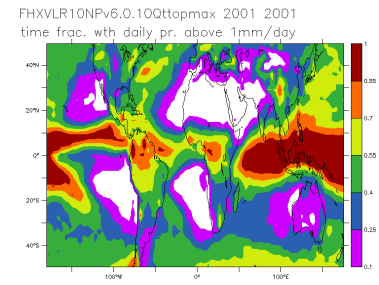 FHXVLR10NPv6.0.10Qttopmax 2001 2001
time frac. wth daily pr. above 1mm/day
1
40°N
0.85
20°N
0.7
0°
0.55
0.4
20°S
0.25
40°S
0.1
100°W 0° 100°E